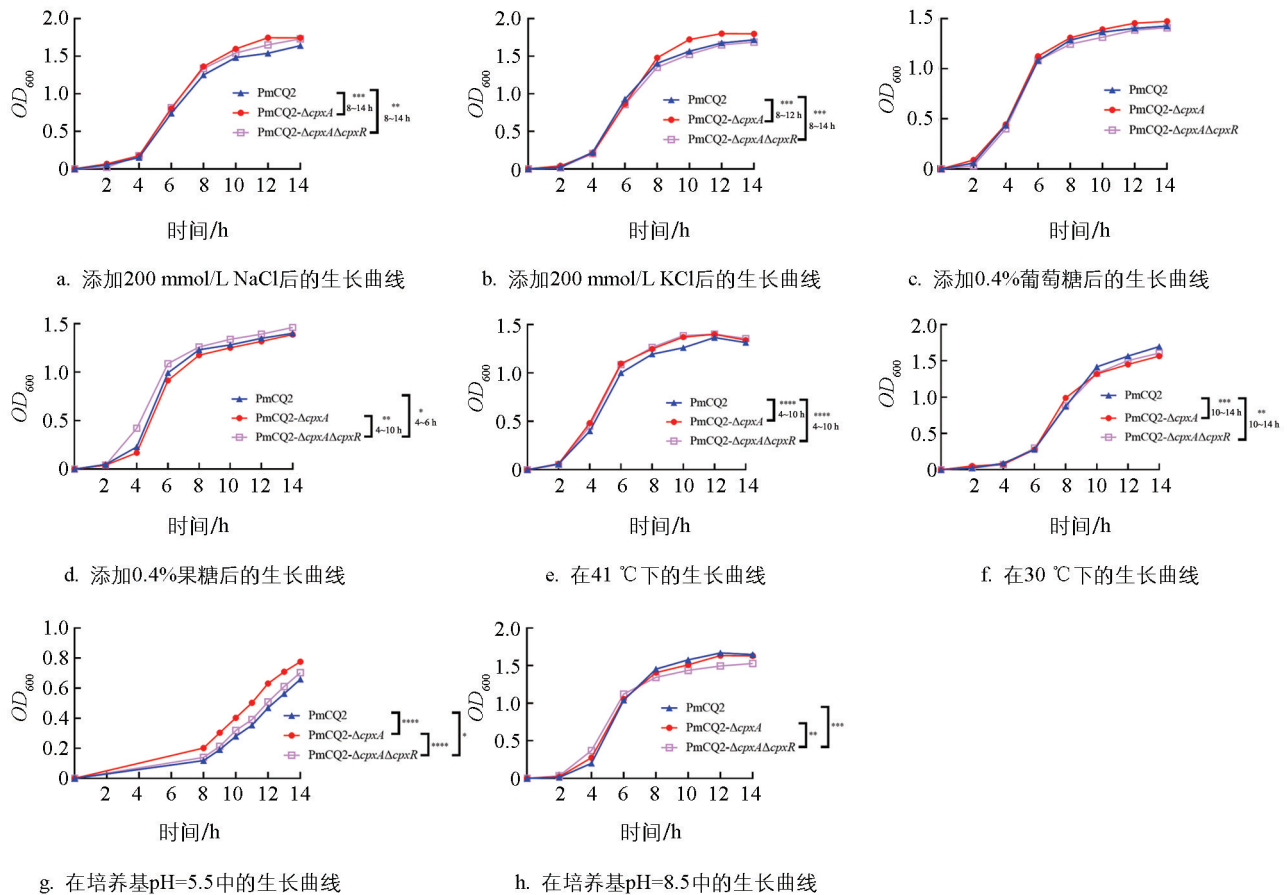 2.0
1.5
1.0
0.5
0
OD600
PmCQ2
PmCQ2-ΔcpxA
PmCQ2-ΔcpxAΔcpxR
***
8~14 h
**
8~14 h
2 4 6 8 10 12 14
时间/h
a. 添加200 mmol/L NaCl后的生长曲线
2.0
1.5
1.0
0.5
0
OD600
PmCQ2
PmCQ2-ΔcpxA
PmCQ2-ΔcpxAΔcpxR
***
8~12 h
***
8~14 h
2 4 6 8 10 12 14
时间/h
b. 添加200 mmol/L KCl后的生长曲线
1.5
1.0
0.5
0
OD600
PmCQ2
PmCQ2-ΔcpxA
PmCQ2-ΔcpxAΔcpxR
2 4 6 8 10 12 14
时间/h
c. 添加0.4%葡萄糖后的生长曲线
1.5
1.0
0.5
0
OD600
PmCQ2
PmCQ2-ΔcpxA
PmCQ2-ΔcpxAΔcpxR
**
4~10 h
*
4~6 h
2 4 6 8 10 12 14
时间/h
d. 添加0.4%果糖后的生长曲线
1.5
1.0
0.5
0
OD600
PmCQ2
PmCQ2-ΔcpxA
PmCQ2-ΔcpxAΔcpxR
****
4~10 h
****
4~10 h
2 4 6 8 10 12 14
时间/h
e. 在41 ℃下的生长曲线
2.0
1.5
1.0
0.5
0
OD600
PmCQ2
PmCQ2-ΔcpxA
PmCQ2-ΔcpxAΔcpxR
***
10~14 h
**
10~14 h
2 4 6 8 10 12 14
时间/h
f. 在30 ℃下的生长曲线
1.0
0.8
0.6
0.4
0.2
0
OD600
PmCQ2
PmCQ2-ΔcpxA
PmCQ2-ΔcpxAΔcpxR
****
****
*
2 4 6 8 10 12 14
时间/h
g. 在培养基pH=5.5中的生长曲线
2.0
1.5
1.0
0.5
0
OD600
PmCQ2
PmCQ2-ΔcpxA
PmCQ2-ΔcpxAΔcpxR
**
***
2 4 6 8 10 12 14
时间/h
h. 在培养基pH=8.5中的生长曲线